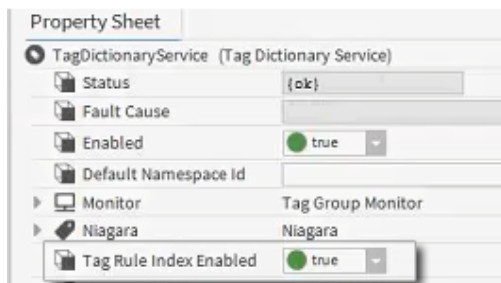 Property Sheet
TagDictionaryService (Tag Dictionary Service)
Status {ok}
Fault Cause
Enabled true
Default Namespace Id
Monitor Tag Group Monitor
Niagara Niagara
Tag Rule Index Enabled true